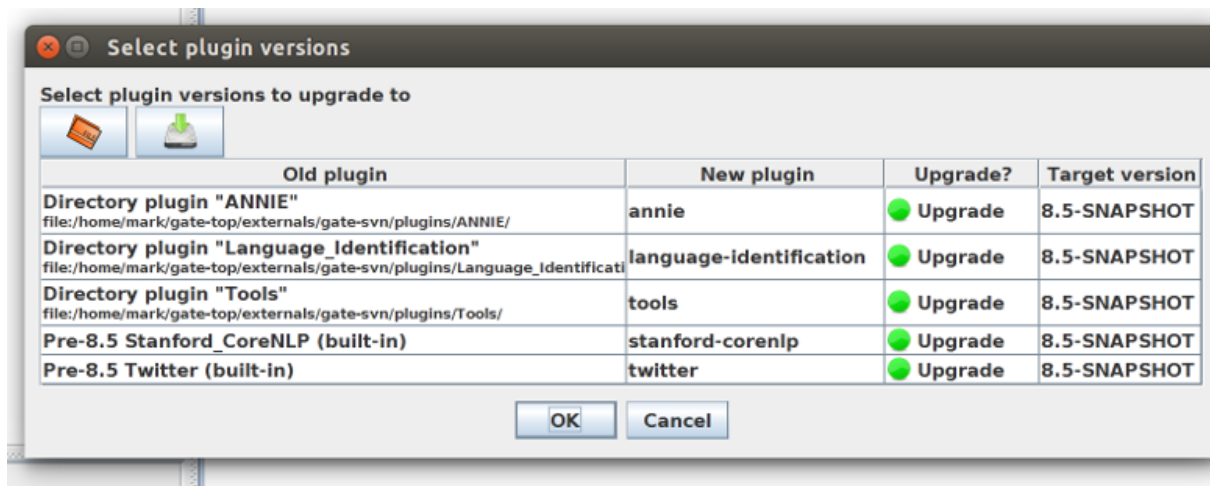 Select plugin versions
Select plugin versions to upgrade to
Old plugin New plugin Upgrade? Target version
Directory plugin "ANNIE"
file:/home/mark/gate-top/externals/gate-svn/plugins/ANNIE/
annie Upgrade 8.5-SNAPSHOT
Directory plugin "Language_Identification"
file:/home/mark/gate-top/externals/gate-svn/plugins/Language_Identificati
language-identification Upgrade 8.5-SNAPSHOT
Directory plugin "Tools"
file:/home/mark/gate-top/externals/gate-svn/plugins/Tools/
tools Upgrade 8.5-SNAPSHOT
Pre-8.5 Stanford_CoreNLP (built-in) stanford-corenlp Upgrade 8.5-SNAPSHOT
Pre-8.5 Twitter (built-in) twitter Upgrade 8.5-SNAPSHOT
OK Cancel